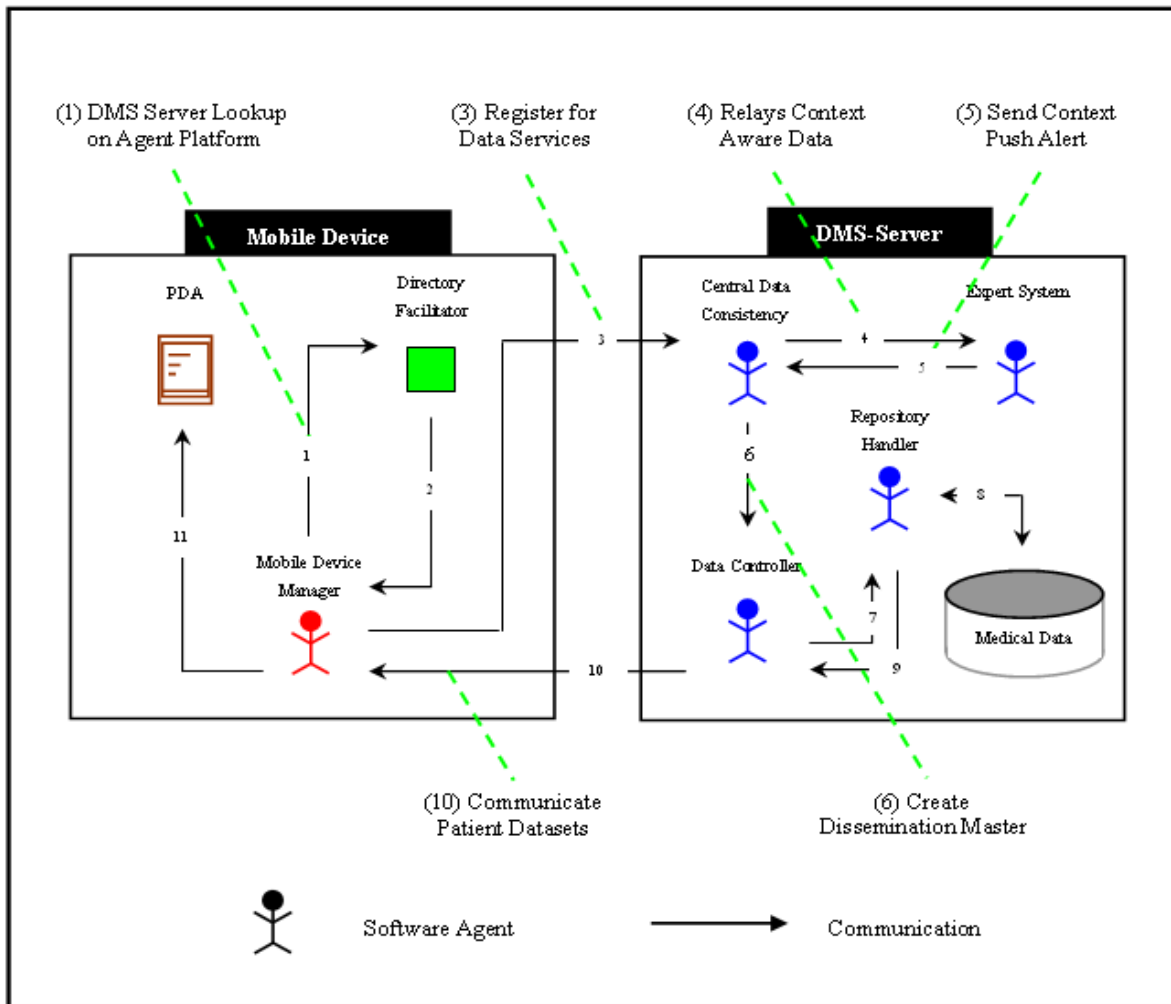 (1) DMS Server Lookup
on Agent Platform
(3) Register for
Data Services
(4) Relays Context
Aware Data
(5) Send Context
Push Alert
Mobile Device
DMS-Server
PDA
Directory
Facilitator
Central Data
Consistency
Expert System
3
4
5
1
2
6
Repository
Handler
8
11
Mobile Device
Manager
Data Controller
7
Medical Data
10
9
(10) Communicate
Patient Datasets
(6) Create
Dissemination Master
Software Agent
Communication